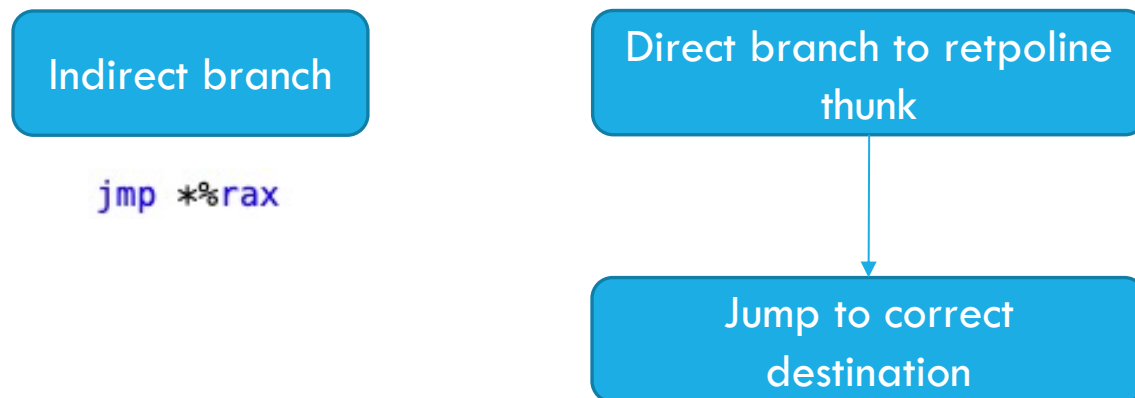 Indirect branch
jmp *%rax
Direct branch to retpoline
thunk
Jump to correct
destination